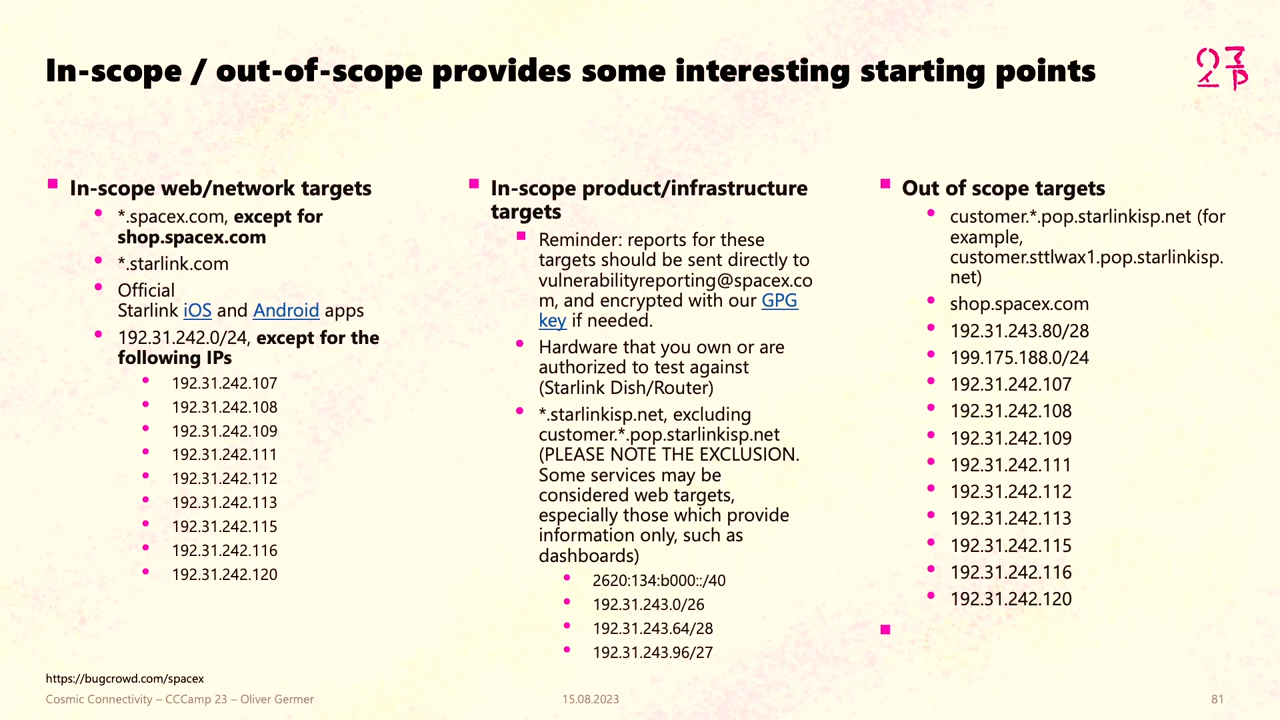 In-scope / out-of-scope provides some interesting starting points
In-scope web/network targets
*.spacex.com, except for
shop.spacex.com
*.starlink.com
Official
Starlink iOS and Android apps
192.31.242.0/24, except for the
following IPs
192.31.242.107
192.31.242.108
192.31.242.109
192.31.242.111
192.31.242.112
192.31.242.113
192.31.242.115
192.31.242.116
192.31.242.120
In-scope product/infrastructure
targets
Reminder: reports for these
targets should be sent directly to
vulnerabilityreporting@spacex.co
m, and encrypted with our GPG
key if needed.
Hardware that you own or are
authorized to test against
(Starlink Dish/Router)
*.starlinkisp.net, excluding
customer.*.pop.starlinkisp.net
(PLEASE NOTE THE EXCLUSION.
Some services may be
considered web targets,
especially those which provide
information only, such as
dashboards)
2620:134:b000::/40
192.31.243.0/26
192.31.243.64/28
192.31.243.96/27
Out of scope targets
customer.*.pop.starlinkisp.net (for
example,
customer.sttlwax1.pop.starlinkisp.
net)
shop.spacex.com
192.31.243.80/28
199.175.188.0/24
192.31.242.107
192.31.242.108
192.31.242.109
192.31.242.111
192.31.242.112
192.31.242.113
192.31.242.115
192.31.242.116
192.31.242.120
https://bugcrowd.com/spacex
Cosmic Connectivity – CCCamp 23 – Oliver Germer
15.08.2023
81